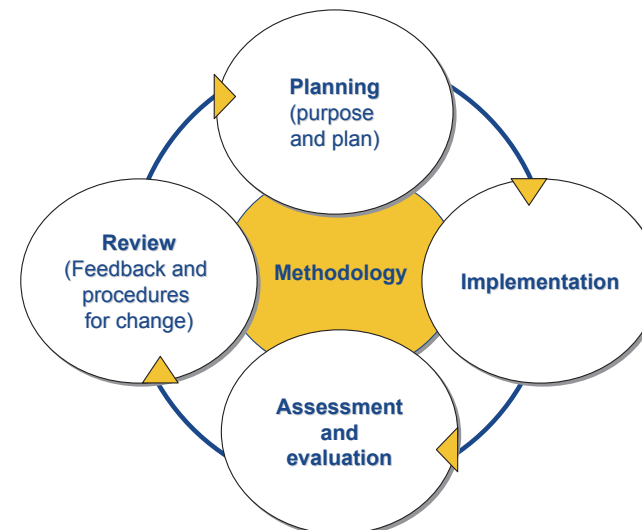 Planning
(purpose
and plan)
Review
(Feedback and
procedures
for change)
Methodology
Implementation
Assessment
and
evaluation